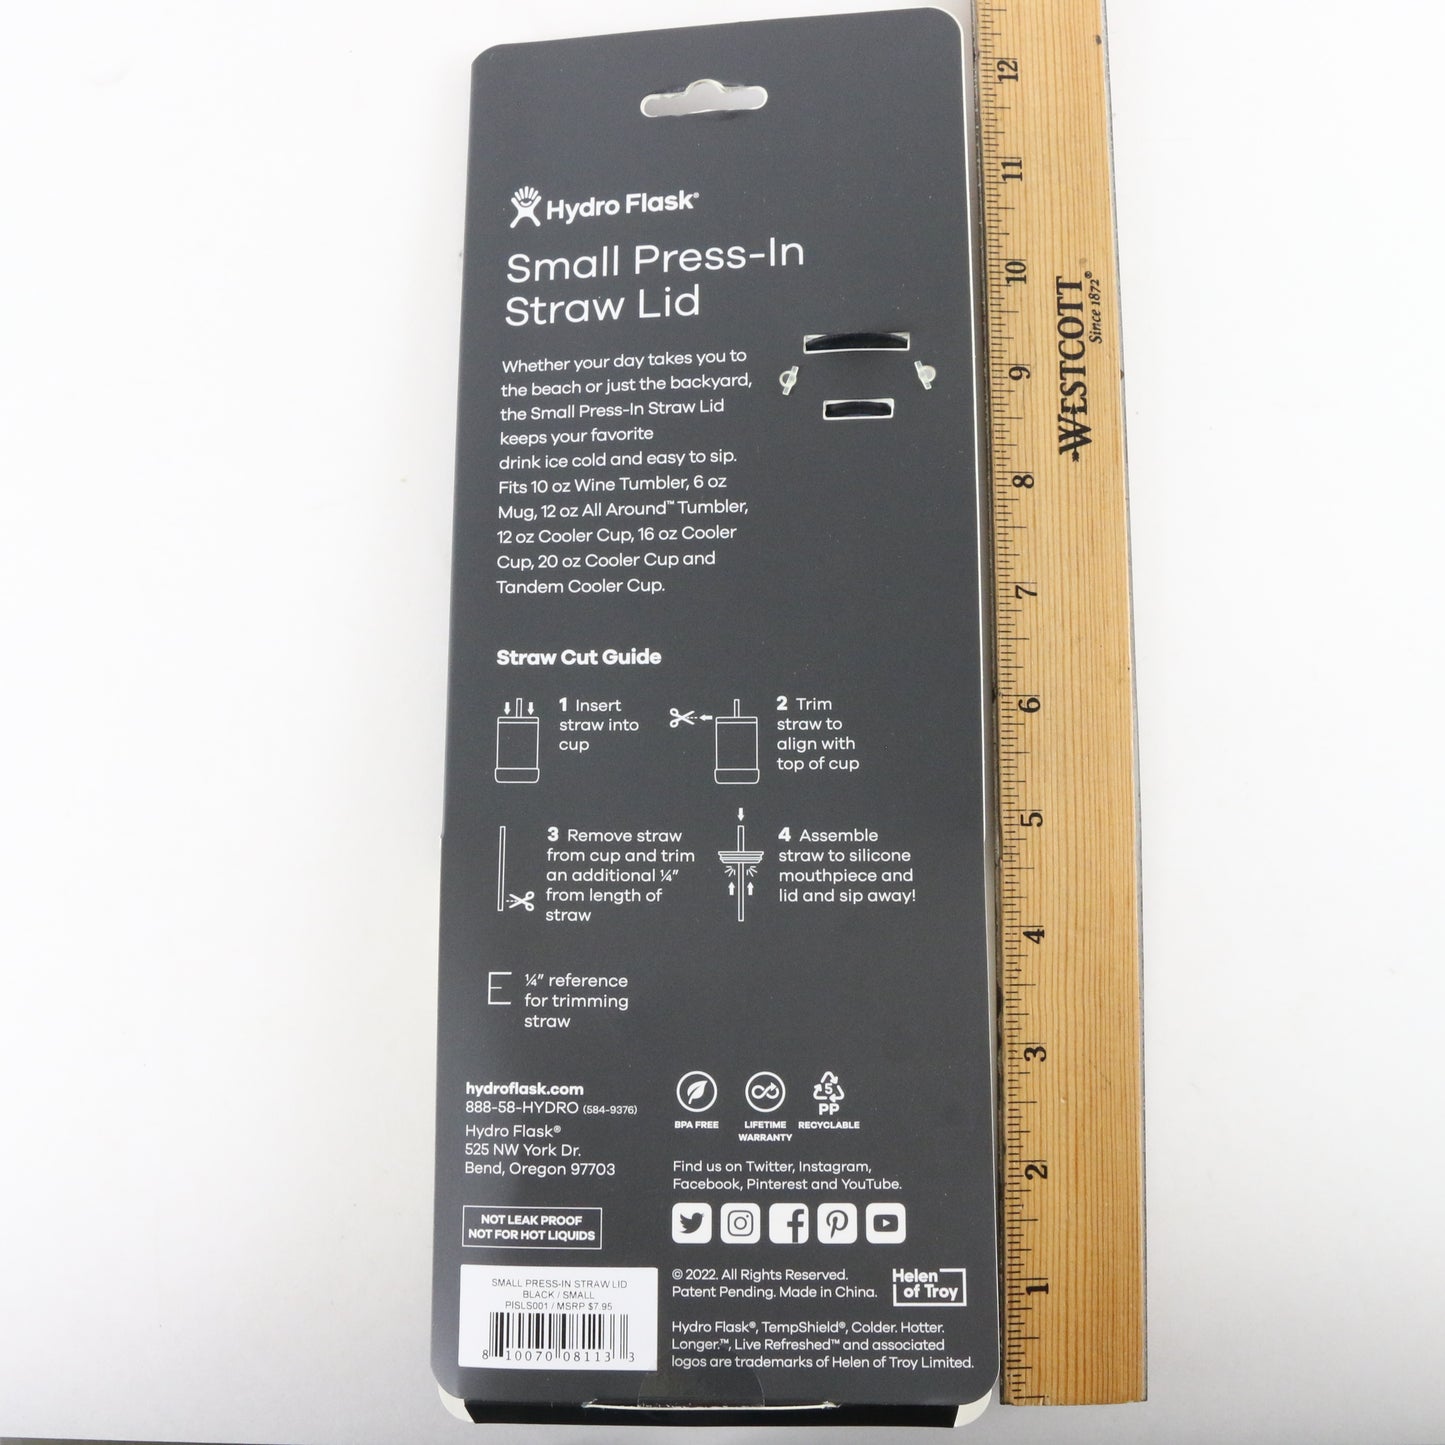 Hydro Flask®
Small Press-In
Straw Lid
Whether your day takes you to
the beach or just the backyard,
the Small Press-In Straw Lid
keeps your favorite
drink ice cold and easy to sip.
Fits 10 oz Wine Tumbler, 6 oz
Mug, 12 oz All Around™ Tumbler,
12 oz Cooler Cup, 16 oz Cooler
Cup, 20 oz Cooler Cup and
Tandem Cooler Cup.
Straw Cut Guide
1 Insert
straw into
cup
2 Trim
straw to
align with
top of cup
3 Remove straw
from cup and trim
an additional ¼”
from length of
straw
4 Assemble
straw to silicone
mouthpiece and
lid and sip away!
¼” reference
for trimming
straw
hydroflask.com
888-58-HYDRO (584-9376)
Hydro Flask®
525 NW York Dr.
Bend, Oregon 97703
NOT LEAK PROOF
NOT FOR HOT LIQUIDS
BPA FREE
LIFETIME
WARRANTY
5
PP
RECYCLABLE
Find us on Twitter, Instagram,
Facebook, Pinterest and YouTube.
SMALL PRESS-IN STRAW LID
BLACK / SMALL
PISLS001 / MSRP $7.95
8 10070 08113 3
© 2022. All Rights Reserved.
Patent Pending. Made in China.
Helen
of Troy
Hydro Flask®, TempShield®, Colder. Hotter.
Longer.™, Live Refreshed™ and associated
logos are trademarks of Helen of Troy Limited.
12
11
10
9
8
7
6
5
4
3
2
1
WESTCOTT®
Since 1872